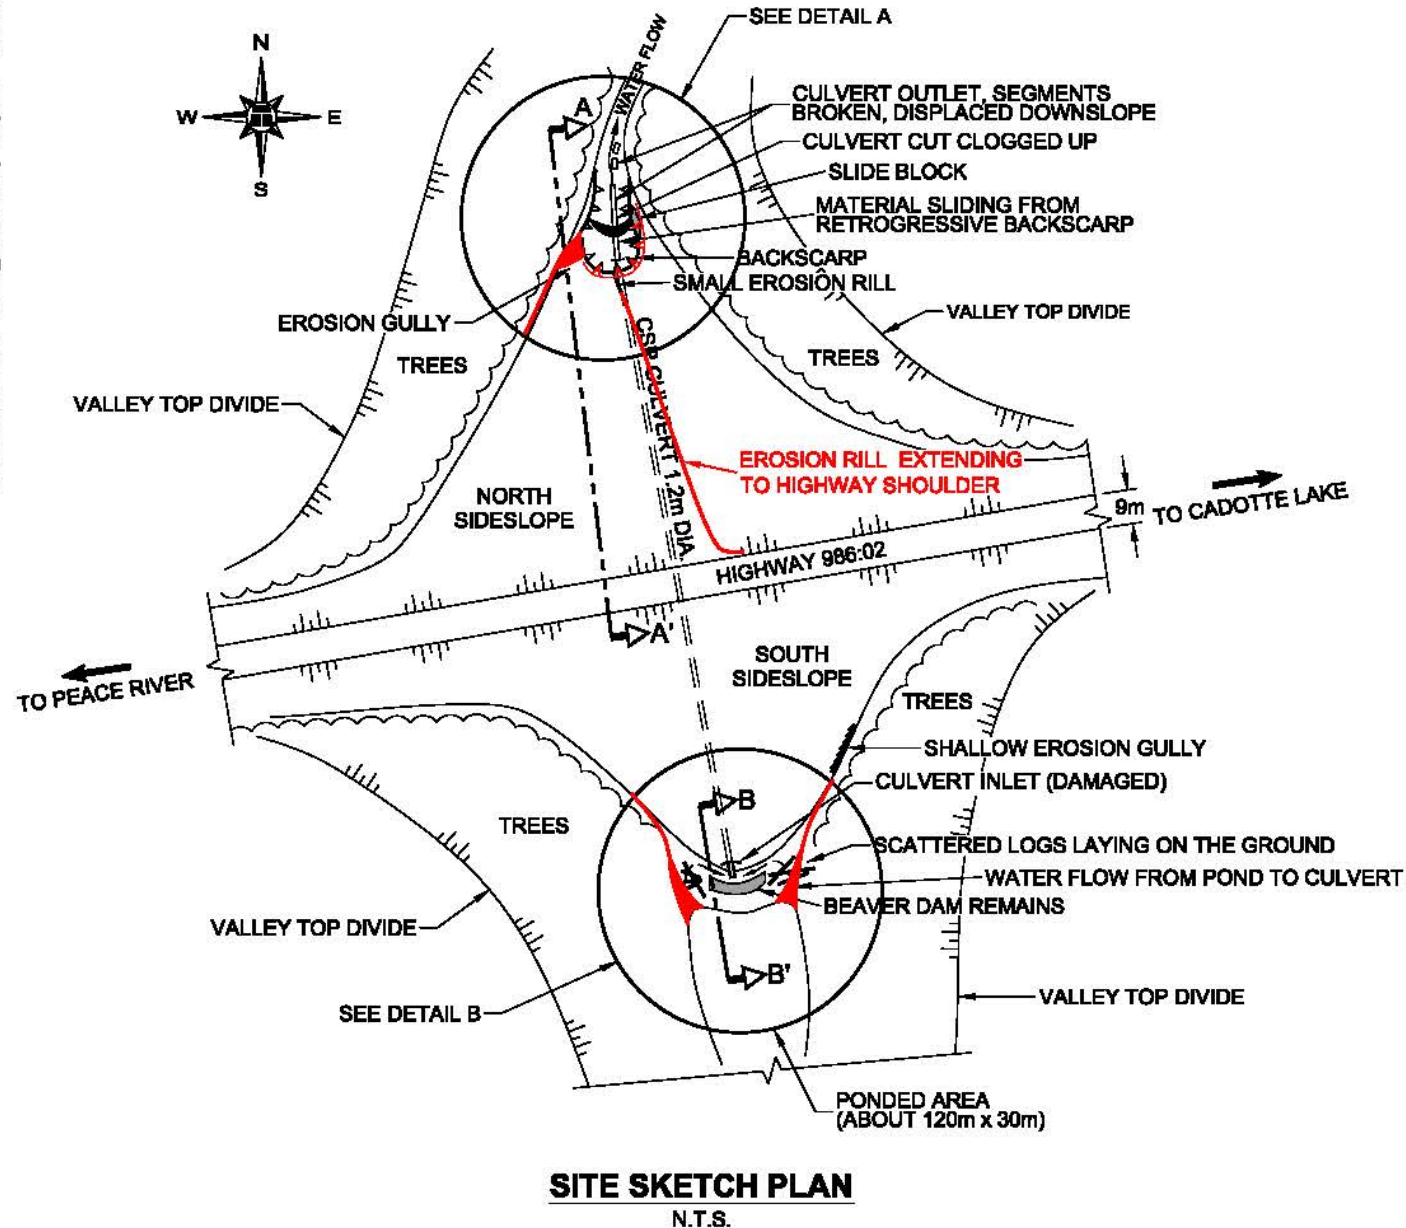 SEE DETAIL A
WATER FLOW
N
W
E
S
A
CULVERT OUTLET, SEGMENTS
BROKEN, DISPLACED DOWNSLOPE
CULVERT CUT CLOGGED UP
SLIDE BLOCK
MATERIAL SLIDING FROM
RETROGRESSIVE BACKSCARP
BACKSCARP
SMALL EROSION RILL
EROSION GULLY
VALLEY TOP DIVIDE
TREES
TREES
VALLEY TOP DIVIDE
CSP CULVERT 1.2m DIA.
EROSION RILL EXTENDING
TO HIGHWAY SHOULDER
NORTH
SIDESLOPE
9m
TO CADOTTE LAKE
HIGHWAY 986:02
A'
TO PEACE RIVER
SOUTH
SIDESLOPE
TREES
SHALLOW EROSION GULLY
CULVERT INLET (DAMAGED)
B
TREES
SCATTERED LOGS LAYING ON THE GROUND
WATER FLOW FROM POND TO CULVERT
BEAVER DAM REMAINS
VALLEY TOP DIVIDE
B'
VALLEY TOP DIVIDE
SEE DETAIL B
PONDED AREA
(ABOUT 120m x 30m)
SITE SKETCH PLAN
N.T.S.